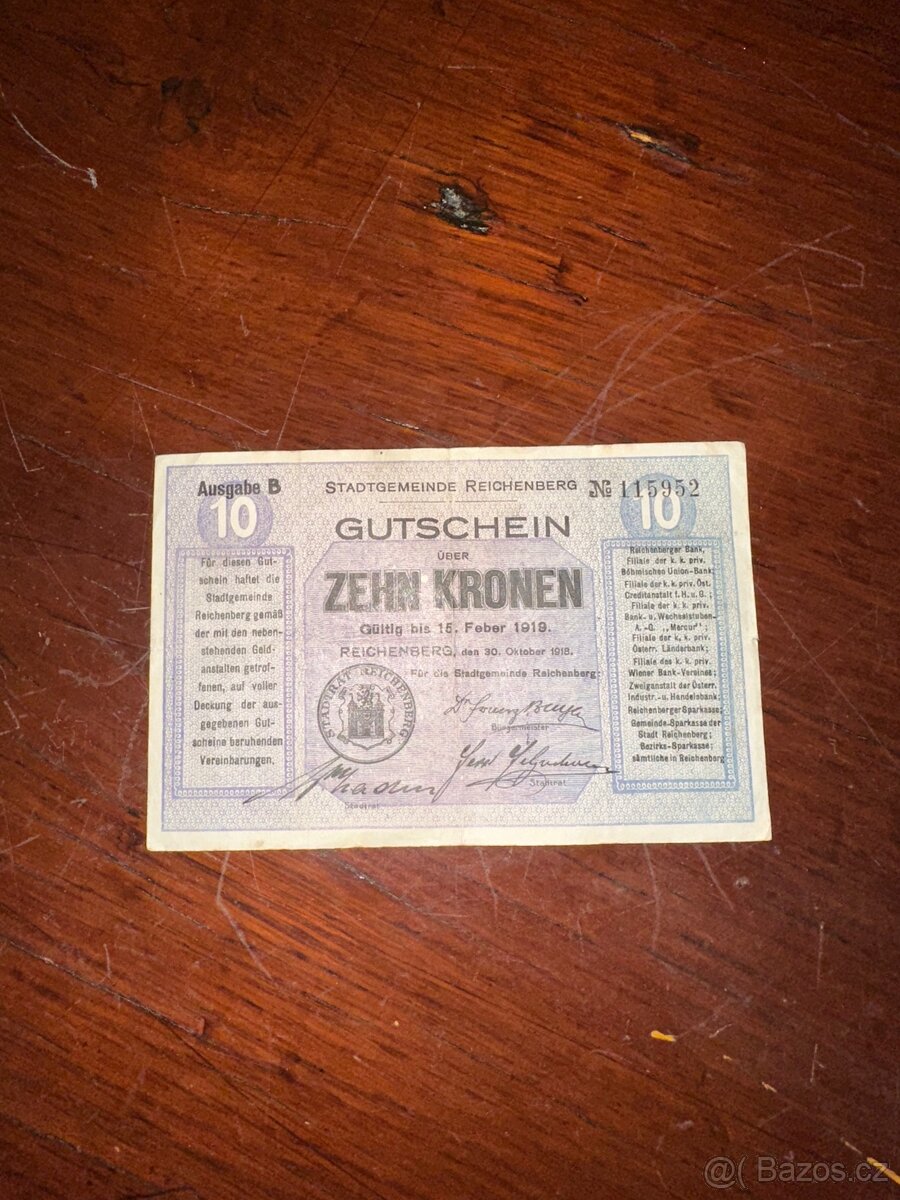 Ausgabe B
10
STADTGEMEINDE REICHENBERG
№ 115952
10
GUTSCHEIN
ÜBER
ZEHN KRONEN
Gültig bis 15. Feber 1919.
REICHENBERG, den 30. Oktober 1918.
Für die Stadtgemeinde Reichenberg:
Bürgermeister
Stadtrat
Stadtrat
STADTRAT REICHENBERG
Für diesen Gut-
schein haftet die
Stadtgemeinde
Reichenberg gemäß
der mit den neben-
stehenden Geld-
anstalten getrof-
fenen, auf voller
Deckung der aus-
gegebenen Gut-
scheine beruhenden
Vereinbarungen.
Reichenberger Bank,
Filiale der k. k. priv.
Böhmischen Union-Bank;
Filiale der k. k. priv. Öst.
Creditanstalt f. H. u. G.;
Filiale der k. k. priv.
Bank- u. Wechselstuben-
A.-G. „Mercur";
Filiale der k. k. priv.
Österr. Länderbank;
Filiale des k. k. priv.
Wiener Bank-Vereines;
Zweiganstalt der Österr.
Industr.- u. Handelsbank;
Reichenberger Sparkasse;
Gemeinde-Sparkasse der
Stadt Reichenberg;
Bezirks-Sparkasse;
sämtliche in Reichenberg
@( Bazos.cz